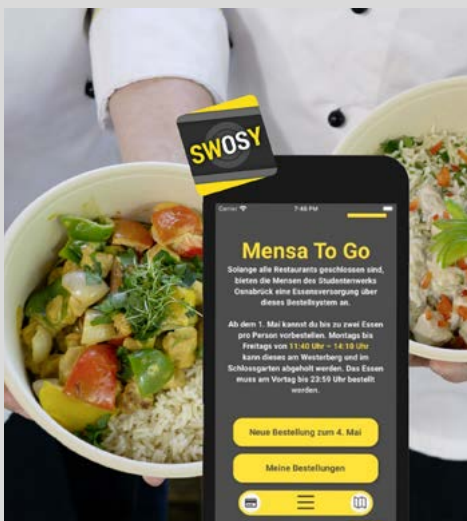 SWOSY
Carrier
7:48 PM
Mensa To Go
Solange alle Restaurants geschlossen sind,
bieten die Mensen des Studentenwerks
Osnabrück eine Essensversorgung über
dieses Bestellsystem an.
Ab dem 1. Mai kannst du bis zu zwei Essen
pro Person vorbestellen. Montags bis
Freitags von 11:40 Uhr – 14:10 Uhr
kann dieses am Westerberg und im
Schlossgarten abgeholt werden. Das Essen
muss am Vortag bis 23:59 Uhr bestellt
werden.
Neue Bestellung zum 4. Mai
Meine Bestellungen